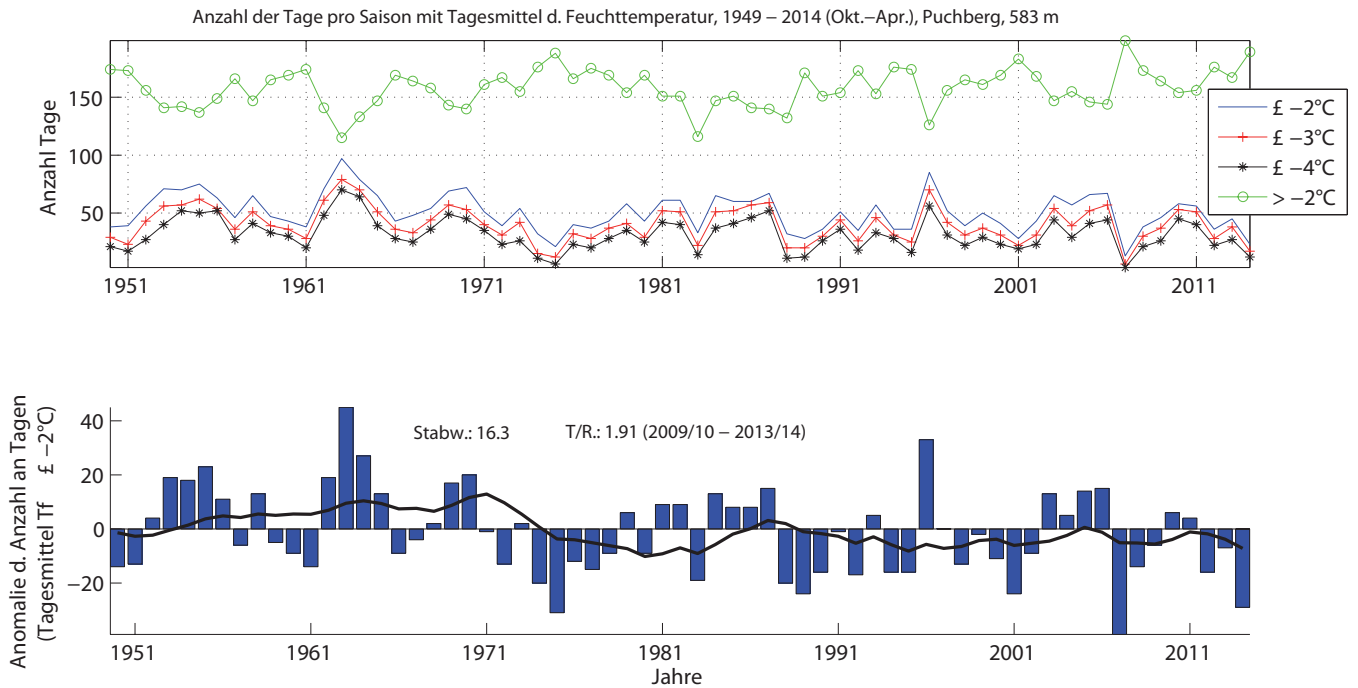 Anzahl der Tage pro Saison mit Tagesmittel d. Feuchttemperatur, 1949 – 2014 (Okt.–Apr.), Puchberg, 583 m
Anzahl Tage
150
100
50
1951 1961 1971 1981 1991 2001 2011
£ −2°C
£ −3°C
£ −4°C
> −2°C
Anomalie d. Anzahl an Tagen
(Tagesmittel Tf £ −2°C)
40
20
0
−20
Stabw.: 16.3 T/R.: 1.91 (2009/10 – 2013/14)
1951 1961 1971 1981 1991 2001 2011
Jahre